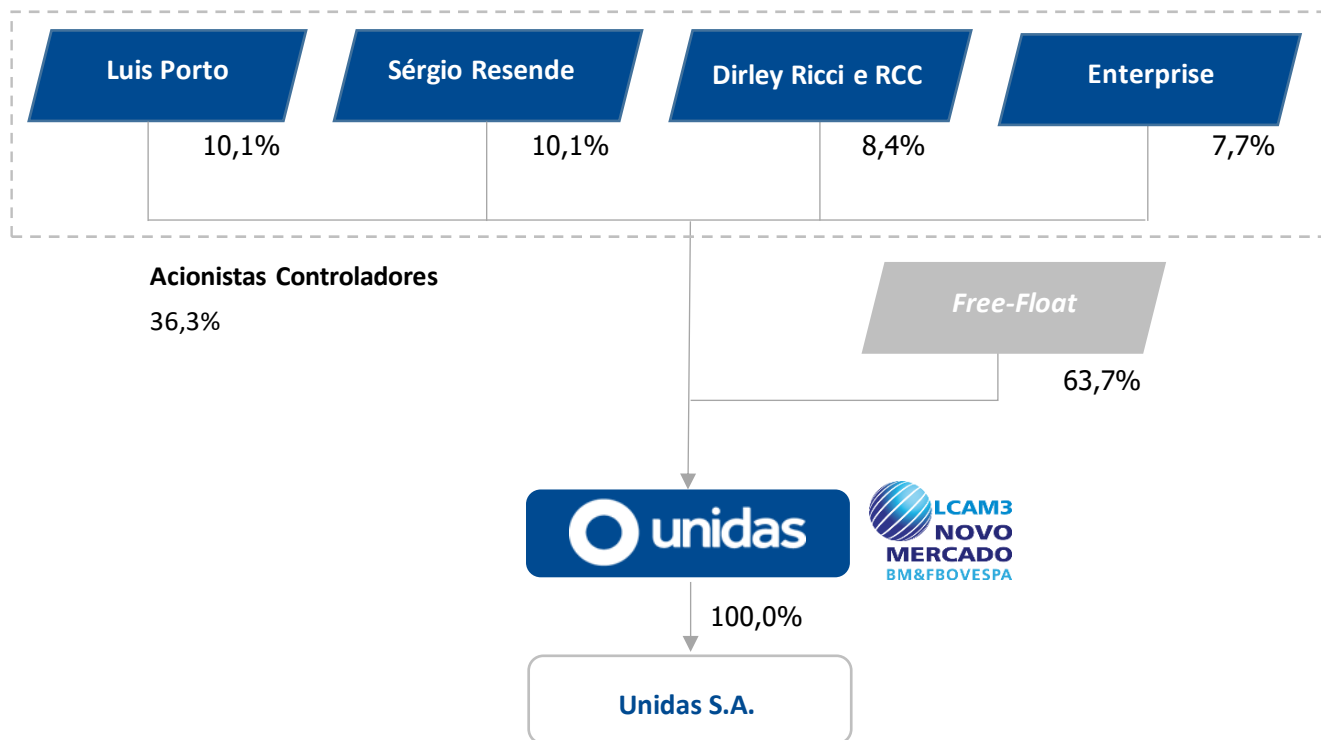 Luis Porto
Sérgio Resende
Dirley Ricci e RCC
Enterprise
10,1%
10,1%
8,4%
7,7%
Acionistas Controladores
36,3%
Free-Float
63,7%
unidas
LCAM3
NOVO
MERCADO
BM&FBOVESPA
100,0%
Unidas S.A.